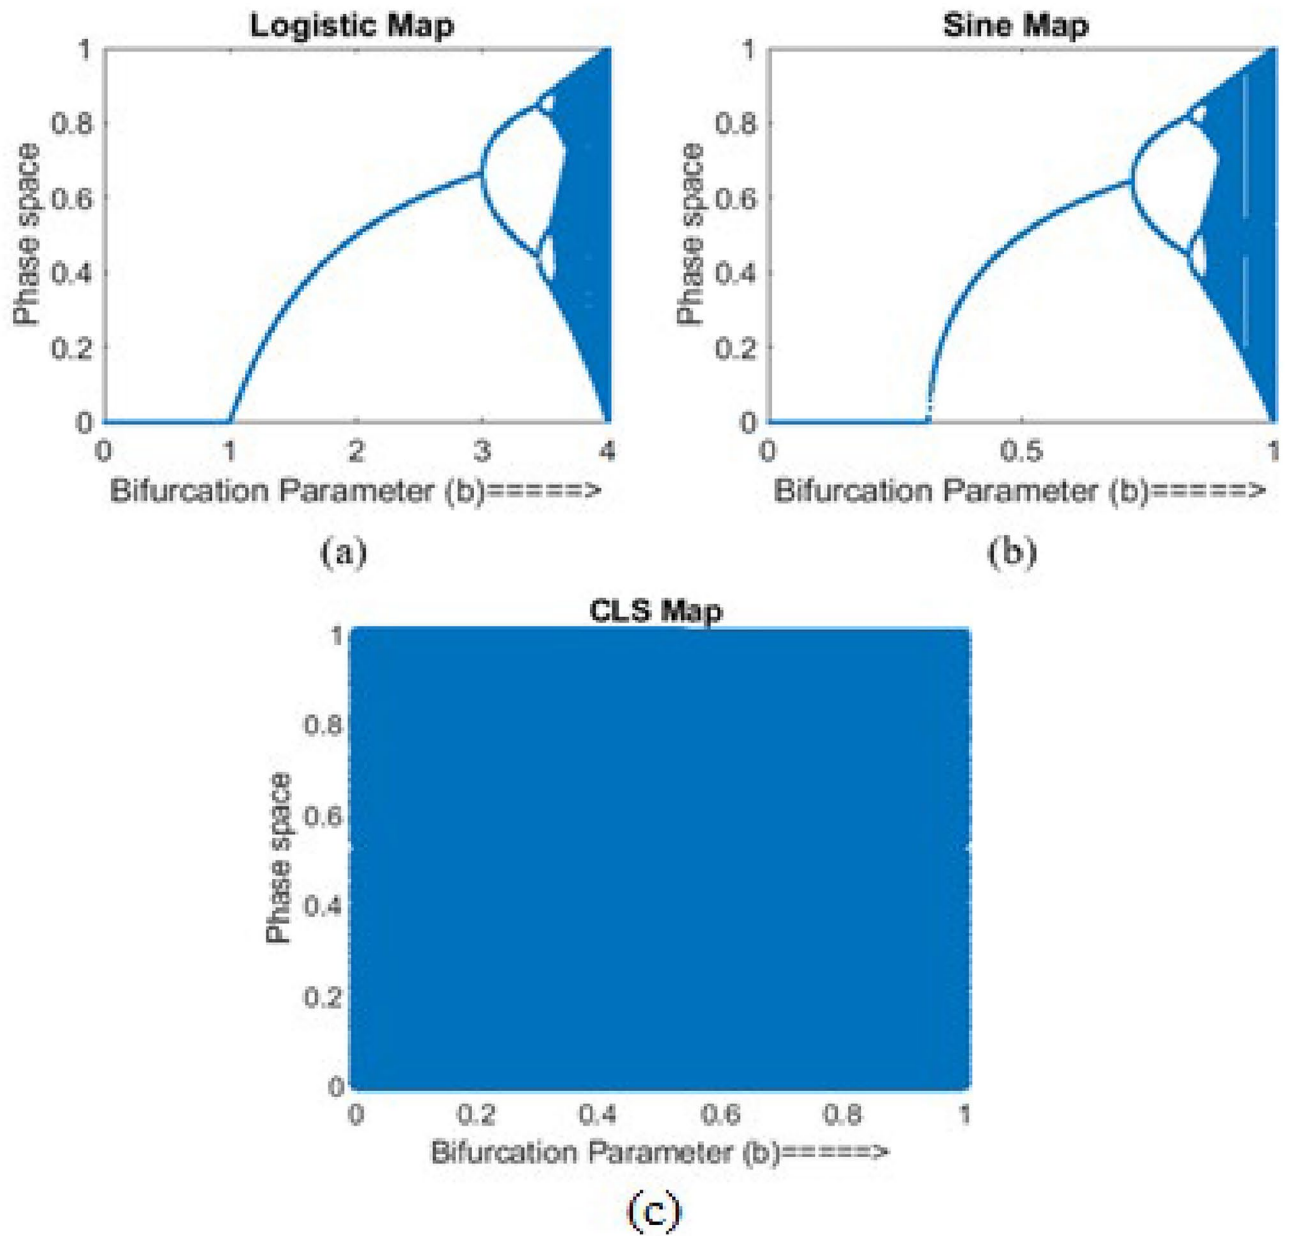 Logistic Map
1
0.8
0.6
0.4
0.2
0
Phase space
0 1 2 3 4
Bifurcation Parameter (b)=====>
(a)
Sine Map
1
0.8
0.6
0.4
0.2
0
Phase space
0 0.5 1
Bifurcation Parameter (b)=====>
(b)
CLS Map
1
0.8
0.6
0.4
0.2
0
Phase space
0 0.2 0.4 0.6 0.8 1
Bifurcation Parameter (b)=====>
(c)